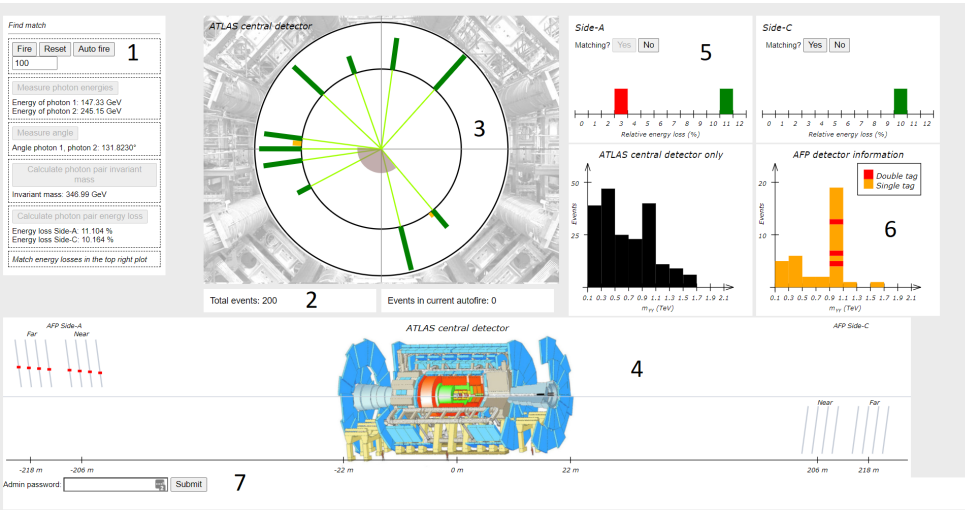 Find match
Fire Reset Auto fire 1
100
Measure photon energies
Energy of photon 1: 147.33 GeV
Energy of photon 2: 245.15 GeV
Measure angle
Angle photon 1, photon 2: 131.8230°
Calculate photon pair invariant
mass
Invariant mass: 346.99 GeV
Calculate photon pair energy loss
Energy loss Side-A: 11.104 %
Energy loss Side-C: 10.164 %
Match energy losses in the top right plot
ATLAS central detector
3
Total events: 200 2
Events in current autofire: 0
Side-A
Matching? Yes No 5
0 1 2 3 4 5 6 7 8 9 10 11 12
Relative energy loss (%)
Side-C
Matching? Yes No
0 1 2 3 4 5 6 7 8 9 10 11 12
Relative energy loss (%)
ATLAS central detector only
50
25
Events
0.1 0.3 0.5 0.7 0.9 1.1 1.3 1.5 1.7 1.9 2.1
mγγ (TeV)
AFP detector information
Double tag
Single tag
20
10
Events
6
0.1 0.3 0.5 0.7 0.9 1.1 1.3 1.5 1.7 1.9 2.1
mγγ (TeV)
AFP Side-A
Far Near
ATLAS central detector
AFP Side-C
4
Near Far
-218 m -206 m -22 m 0 m 22 m 206 m 218 m
Admin password: Submit 7